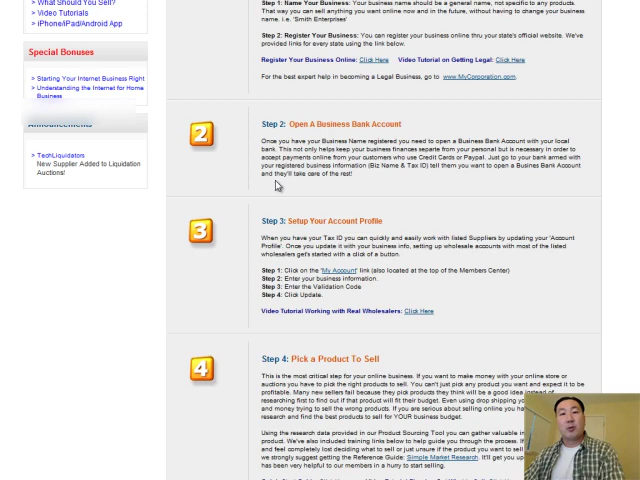 > What Should You Sell?
> Video Tutorials
> iPhone/iPad/Android App
Special Bonuses
> Starting Your Internet Business Right
> Understanding the Internet for Home
Business
Announcements
> TechLiquidators
New Supplier Added to Liquidation
Auctions!
Step 1: Name Your Business: Your business name should be a general name, not specific to any products.
That way you can sell anything you want online now and in the future, without having to change your
business name. i.e. 'Smith Enterprises'
Step 2: Register Your Business: You can register your business online thru your state's official website. We've
provided links for every state using the link below.
Register Your Business Online: Click Here Video Tutorial on Getting Legal: Click Here
For the best expert help in becoming a Legal Business, go to www.MyCorporation.com.
2
Step 2: Open A Business Bank Account
Once you have your Business Name registered you need to open a Business Bank Account with your local
bank. This not only helps keep your business finances separte from your personal but is necessary in order to
accept payments online from your customers who use Credit Cards or Paypal. Just go to your bank armed with
your registered business information (Biz Name & Tax ID) tell them you want to open a Business Bank Account
and they'll take care of the rest!
3
Step 3: Setup Your Account Profile
When you have your Tax ID you can quickly and easily work with listed Suppliers by updating your 'Account
Profile'. Once you update it with your business info, setting up wholesale accounts with most of the listed
wholesalers get's started with a click of a button.
Step 1: Click on the 'My Account' link (also located at the top of the Members Center)
Step 2: Enter your business information.
Step 3: Enter the Validation Code
Step 4: Click Update.
Video Tutorial Working with Real Wholesalers: Click Here
4
Step 4: Pick a Product To Sell
This is the most critical step for your online business. If you want to make money with your online store or
auctions you have to pick the right products to sell. You can't just pick any product you want and expect it to be
profitable. Many new sellers fail because they pick products they think will be a good idea instead of
researching first to find out if that product will fit their budget. Even using drop shipping yo
and money trying to sell the wrong products. If you are serious about selling online you ha
research and find the best products to sell for YOUR business budget.
Using the research data provided in our Product Sourcing Tool you can gather valuable in
product. We've also included training links below to help guide you through the process. If
and feel completely lost deciding what to sell or just unsure if the product you want to sell
we strongly suggest getting the Reference Guide: Simple Market Research. It'll get you up
has been very helpful to our members in a hurry to start selling.